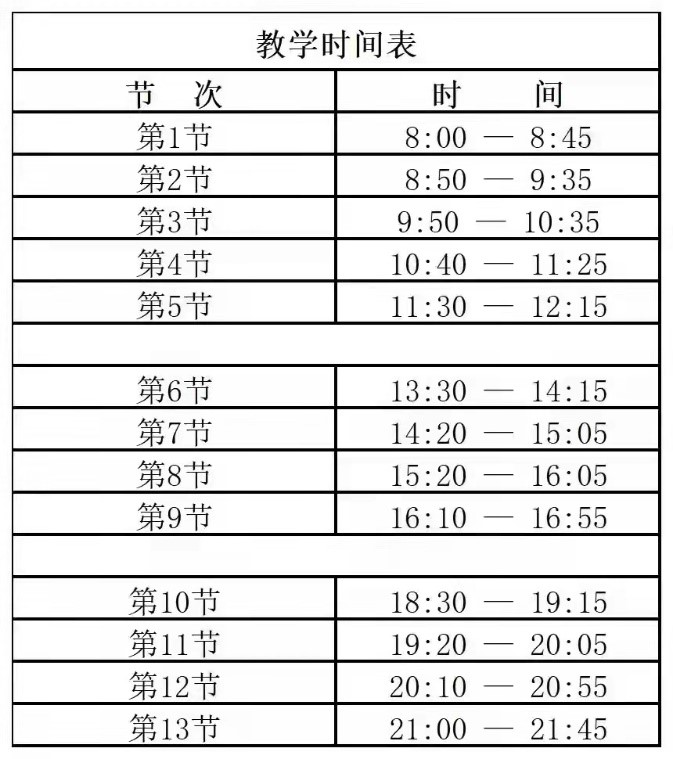 教学时间表
节 次 时 间
第1节 8:00 — 8:45
第2节 8:50 — 9:35
第3节 9:50 — 10:35
第4节 10:40 — 11:25
第5节 11:30 — 12:15
第6节 13:30 — 14:15
第7节 14:20 — 15:05
第8节 15:20 — 16:05
第9节 16:10 — 16:55
第10节 18:30 — 19:15
第11节 19:20 — 20:05
第12节 20:10 — 20:55
第13节 21:00 — 21:45